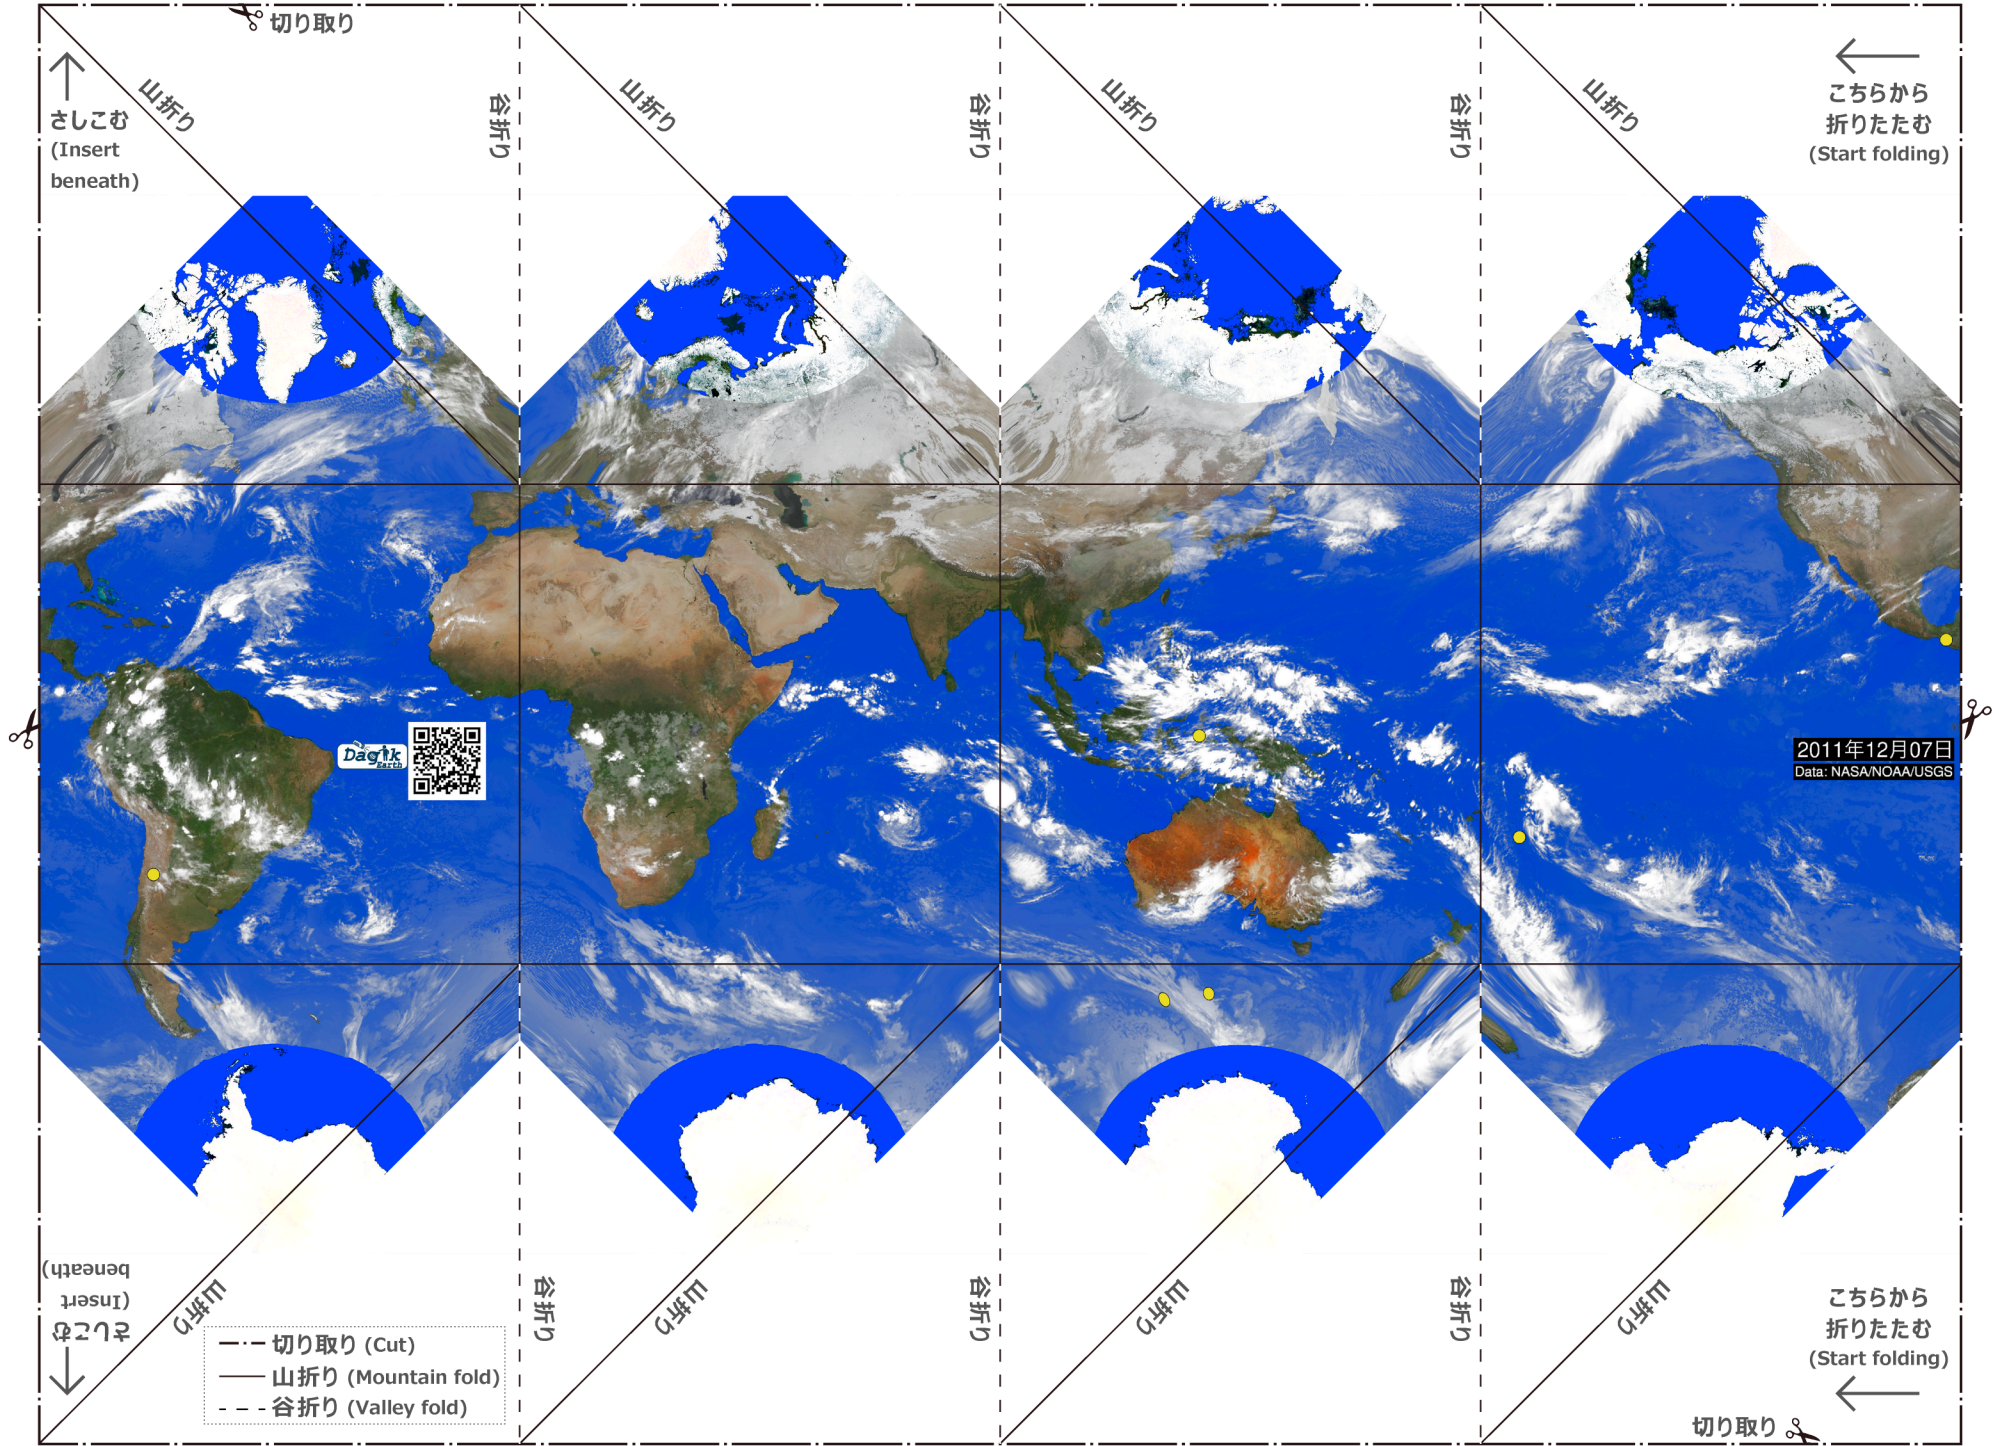 切り取り
さしこむ
(Insert
beneath)
山折り
谷折り
山折り
谷折り
山折り
谷折り
山折り
こちらから
折りたたむ
(Start folding)
Dagik
Earth
2011年12月07日
Data: NASA/NOAA/USGS
さしこむ
(Insert
beneath)
山折り
谷折り
山折り
谷折り
山折り
谷折り
山折り
こちらから
折りたたむ
(Start folding)
切り取り (Cut)
山折り (Mountain fold)
谷折り (Valley fold)
切り取り